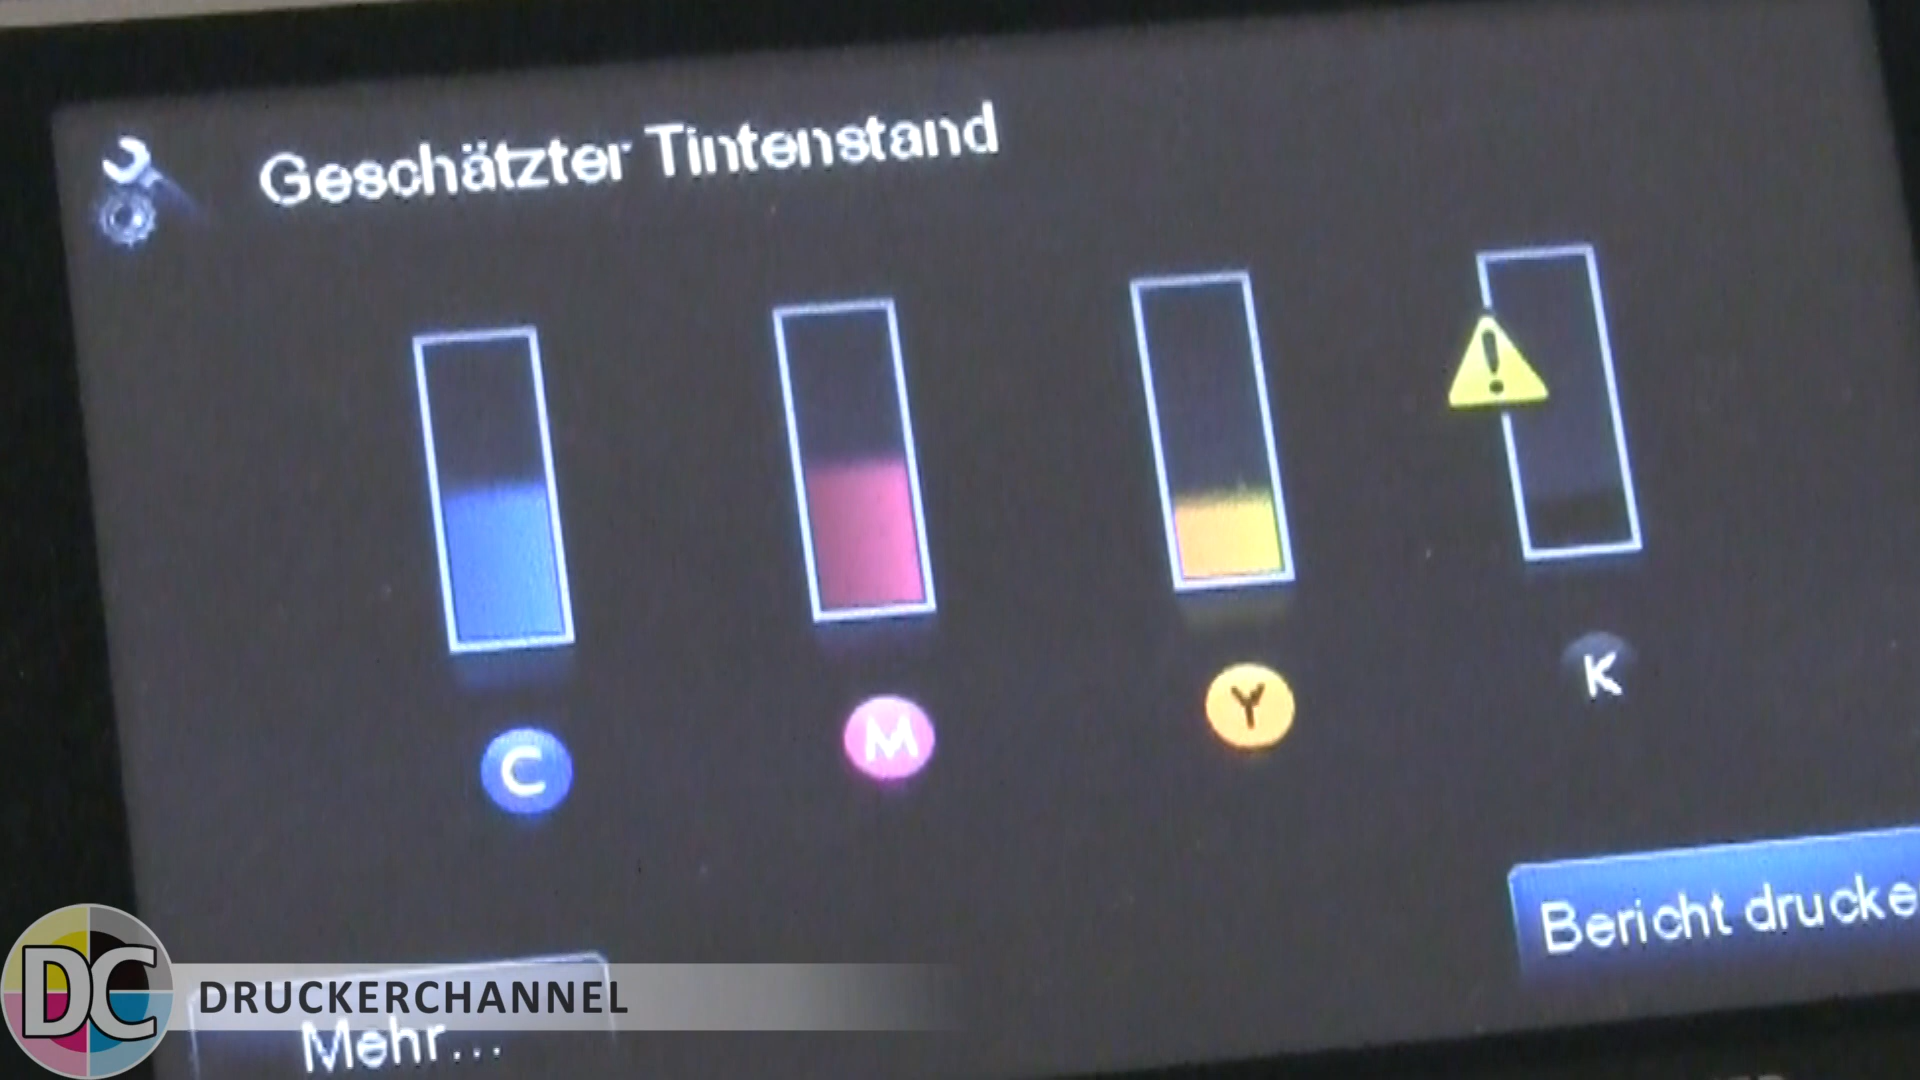 Geschätzter Tintenstand
C
M
Y
K
Bericht drucke
DC DRUCKERCHANNEL
Mehr...